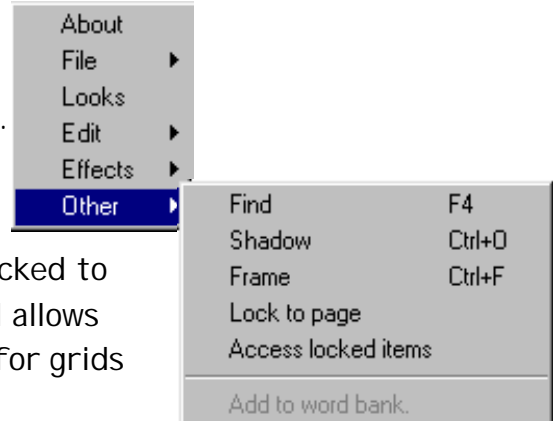 About
File
Looks
.
Edit
Effects
Other
Find F4
Shadow Ctrl+O
Frame Ctrl+F
Lock to page
Access locked items
Add to word bank.
cked to
allows
for grids